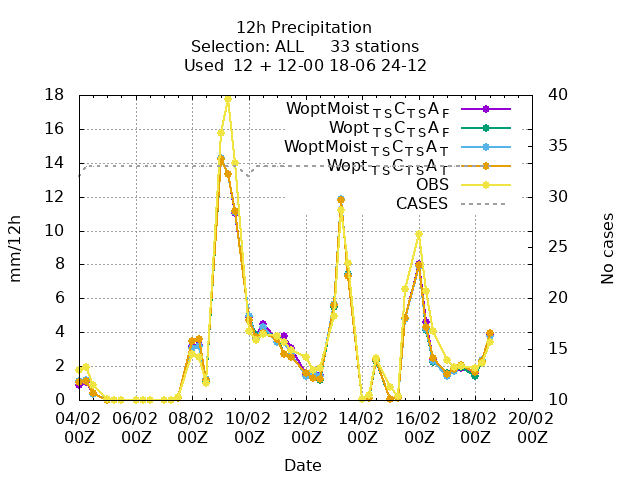 12h Precipitation
Selection: ALL 33 stations
Used 12 + 12-00 18-06 24-12
18 40
WoptMoist TS C TS A F
16 Wopt TS C TS A F 35
14 WoptMoist TS C TS A T
Wopt TS C TS A T
12 OBS 30
CASES
10 25
8
6 20
4 15
2
0 10
mm/12h
No cases
04/02 06/02 08/02 10/02 12/02 14/02 16/02 18/02 20/02
00Z 00Z 00Z 00Z 00Z 00Z 00Z 00Z 00Z
Date